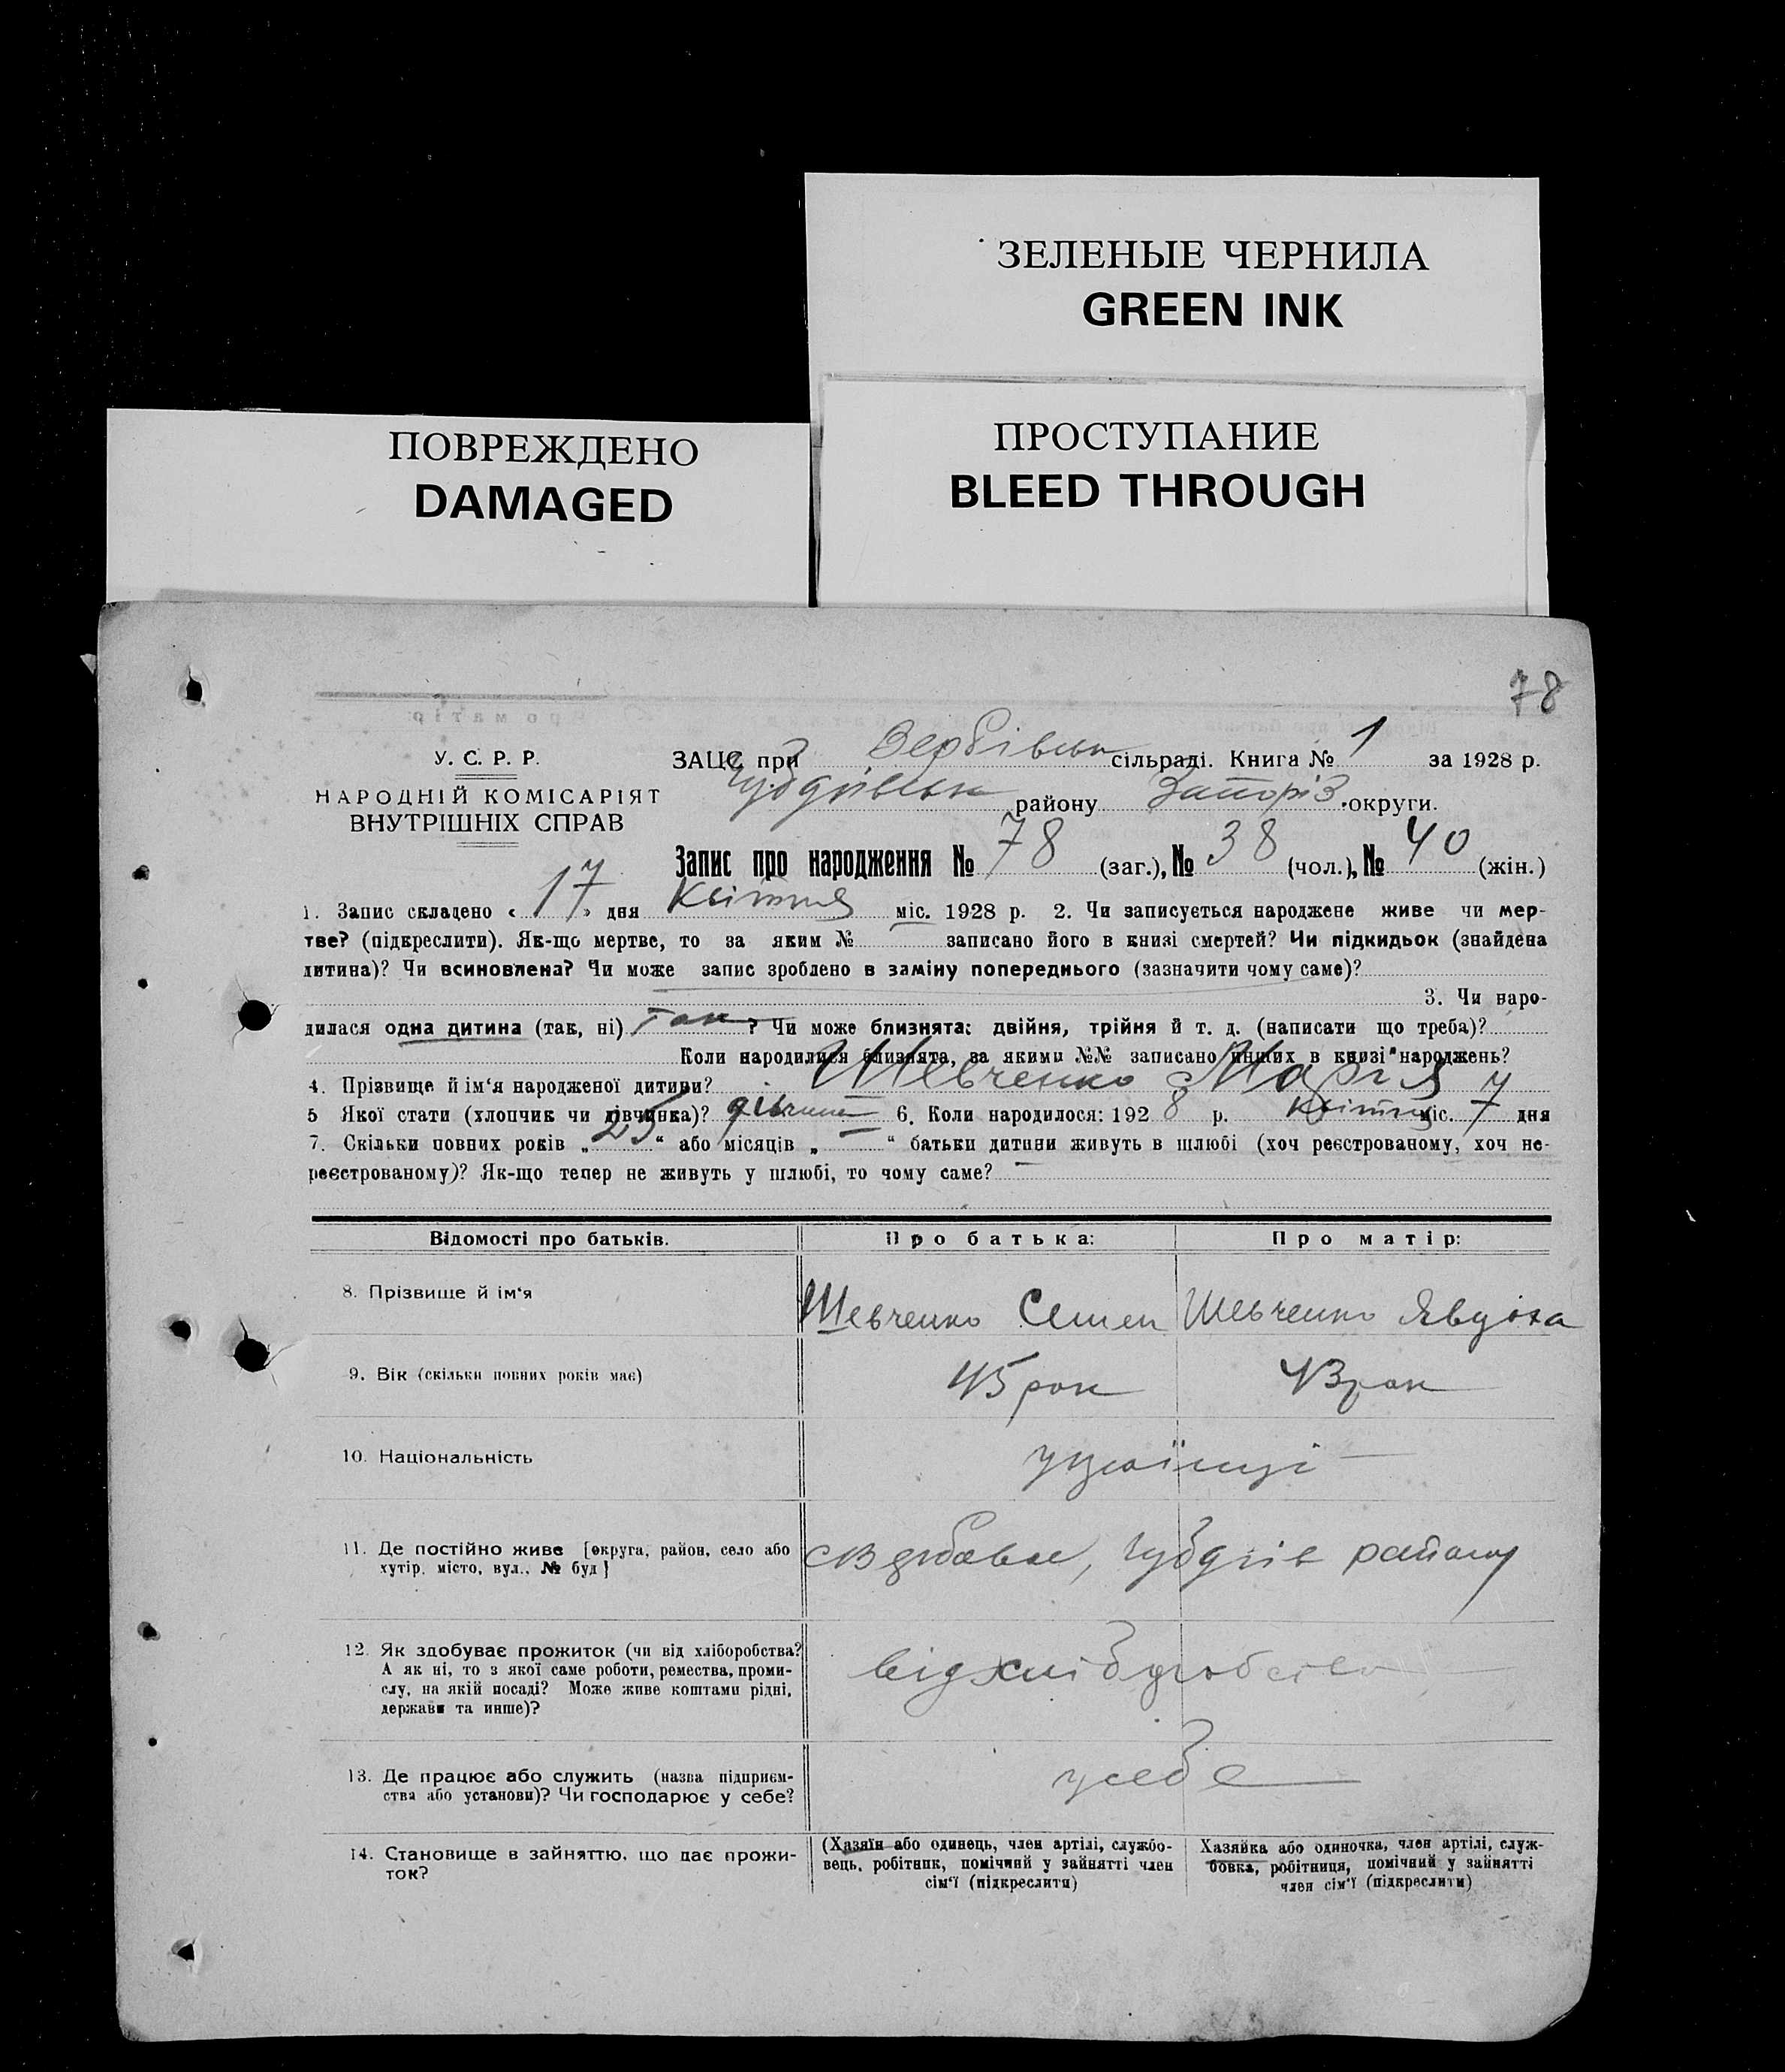 ЗЕЛЕНЫЕ ЧЕРНИЛА
GREEN INK
ПОВРЕЖДЕНО
DAMAGED
ПРОСТУПАНИЕ
BLEED THROUGH
78
У. С. Р. Р.
НАРОДНІЙ КОМІСАРІЯТ
ВНУТРІШНІХ СПРАВ
ЗАЦС при Вербівськ сільраді. Книга № 1 за 1928 р.
району Запоріз. округи.
Запис про народження № 78 (заг.), № 38 (чол.), № 40 (жін.)
1. Запис складено « 17 » дня Квітня міс. 1928 р. 2. Чи записується народжене живе чи мер-
тве? (підкреслити). Як-що мертве, то за яким № записано його в книзі смертей? Чи підкидьок (знайдена
дитина)? Чи всиновлена? Чи може запис зроблено в заміну попереднього (зазначити чому саме)?
3. Чи наро-
дилася одна дитина (так, ні) так ? Чи може близнята: двійня, трійня й т. д. (написати що треба)?
Коли народилися близнята, за якими №№ записано инших в книзі народжень?
4. Прізвище й ім'я народженої дитини? Шевченко Марія
5 Якої стати (хлопчик чи дівчинка)? дівчина 6. Коли народилося: 192 8 р. Квітня міс. 7 дня
7. Скільки повних років „ 25 “ або місяців „ — “ батьки дитини живуть в шлюбі (хоч реєстрованому, хоч не-
реєстрованому)? Як-що тепер не живуть у шлюбі, то чому саме? —
Відомості про батьків. Про батька: Про матір:
8. Прізвище й ім'я Шевченко Семен Шевченко Явдоха
9. Вік (скільки повних років має) 45 рок 43 рок
10. Національність українці
11. Де постійно живе [округа, район, село або
хутір, місто, вул., № буд] району
12. Як здобуває прожиток (чи від хліборобства?
А як ні, то з якої саме роботи, ремества, проми-
слу, на якій посаді? Може живе коштами рідні,
держави та инше)? від хліборобства
13. Де працює або служить (назва підприєм-
ства або установи)? Чи господарює у себе? у себе
14. Становище в зайняттю, що дає прожи-
ток?
(Хазяїн або одинець, член артілі, службо-
вець, робітник, помічний у зайнятті член
сім'ї (підкреслити)
Хазяйка або одиночка, член артілі, служ-
бовка, робітниця, помічний у зайнятті
член сім'ї (підкреслити)